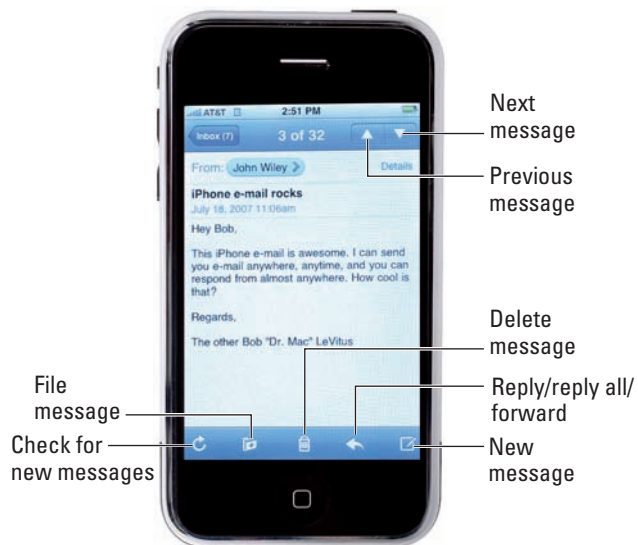 AT&T 2:51 PM
Inbox (7) 3 of 32
From: John Wiley Details
iPhone e-mail rocks
July 18, 2007 11:06am
Hey Bob,
This iPhone e-mail is awesome. I can send
you e-mail anywhere, anytime, and you can
respond from almost anywhere. How cool is
that?
Regards,
The other Bob "Dr. Mac" LeVitus
Next
message
Previous
message
Delete
message
Reply/reply all/
forward
New
message
File
message
Check for
new messages